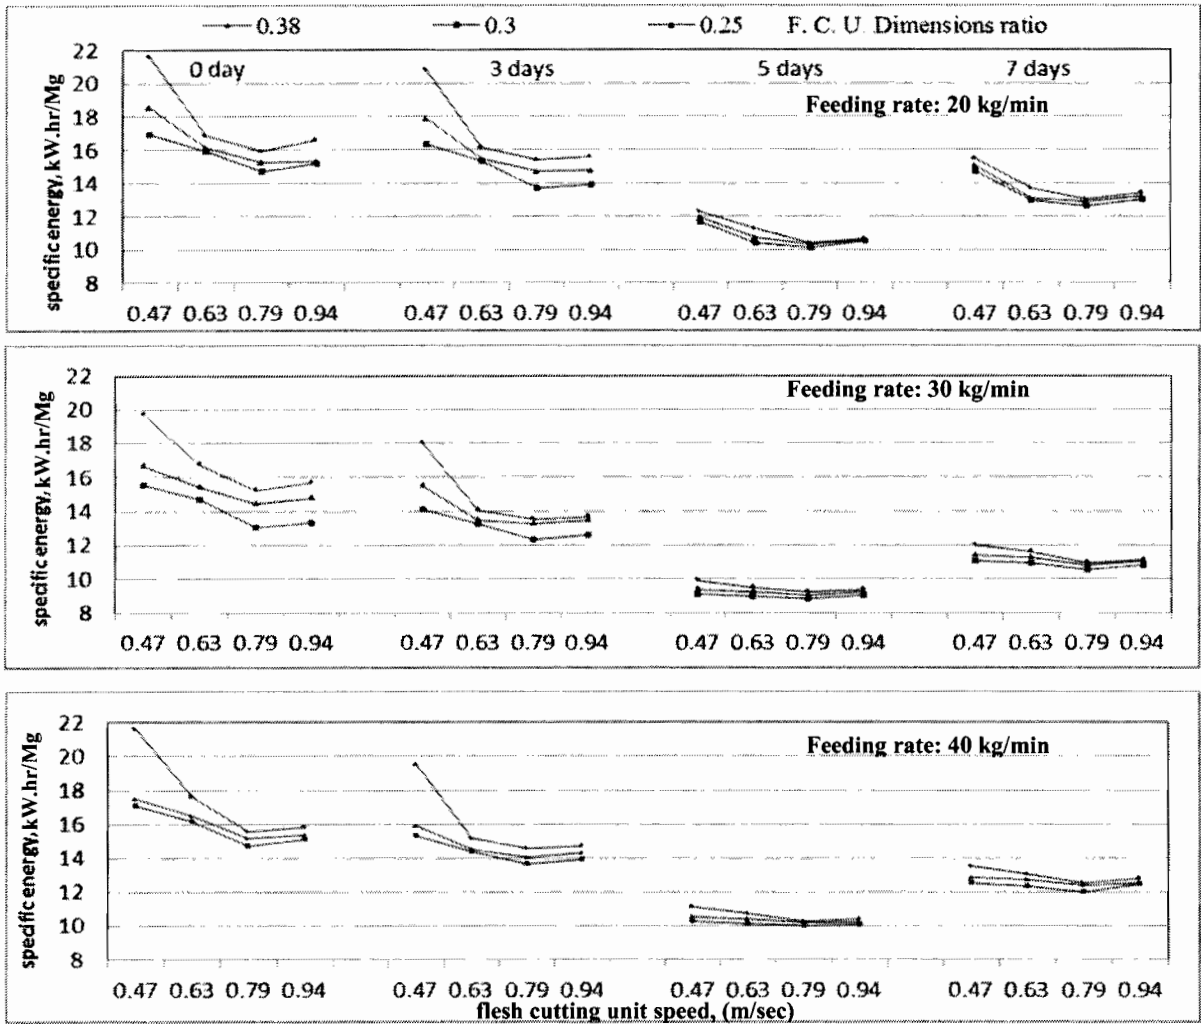 0.38 0.3 0.25 F. C. U. Dimensions ratio
22
20
18
16
14
12
10
8
specific energy, kW.hr/Mg
0 day 3 days 5 days 7 days
Feeding rate: 20 kg/min
0.47 0.63 0.79 0.94 0.47 0.63 0.79 0.94 0.47 0.63 0.79 0.94 0.47 0.63 0.79 0.94
22
20
18
16
14
12
10
8
specific energy, kW.hr/Mg
Feeding rate: 30 kg/min
0.47 0.63 0.79 0.94 0.47 0.63 0.79 0.94 0.47 0.63 0.79 0.94 0.47 0.63 0.79 0.94
22
20
18
16
14
12
10
8
specific energy, kW.hr/Mg
Feeding rate: 40 kg/min
0.47 0.63 0.79 0.94 0.47 0.63 0.79 0.94 0.47 0.63 0.79 0.94 0.47 0.63 0.79 0.94
flesh cutting unit speed, (m/sec)